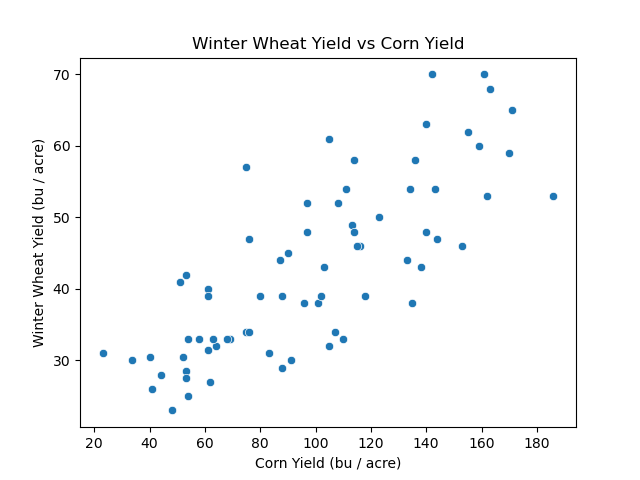 Winter Wheat Yield vs Corn Yield
Winter Wheat Yield (bu / acre)
70
60
50
40
30
20 40 60 80 100 120 140 160 180
Corn Yield (bu / acre)